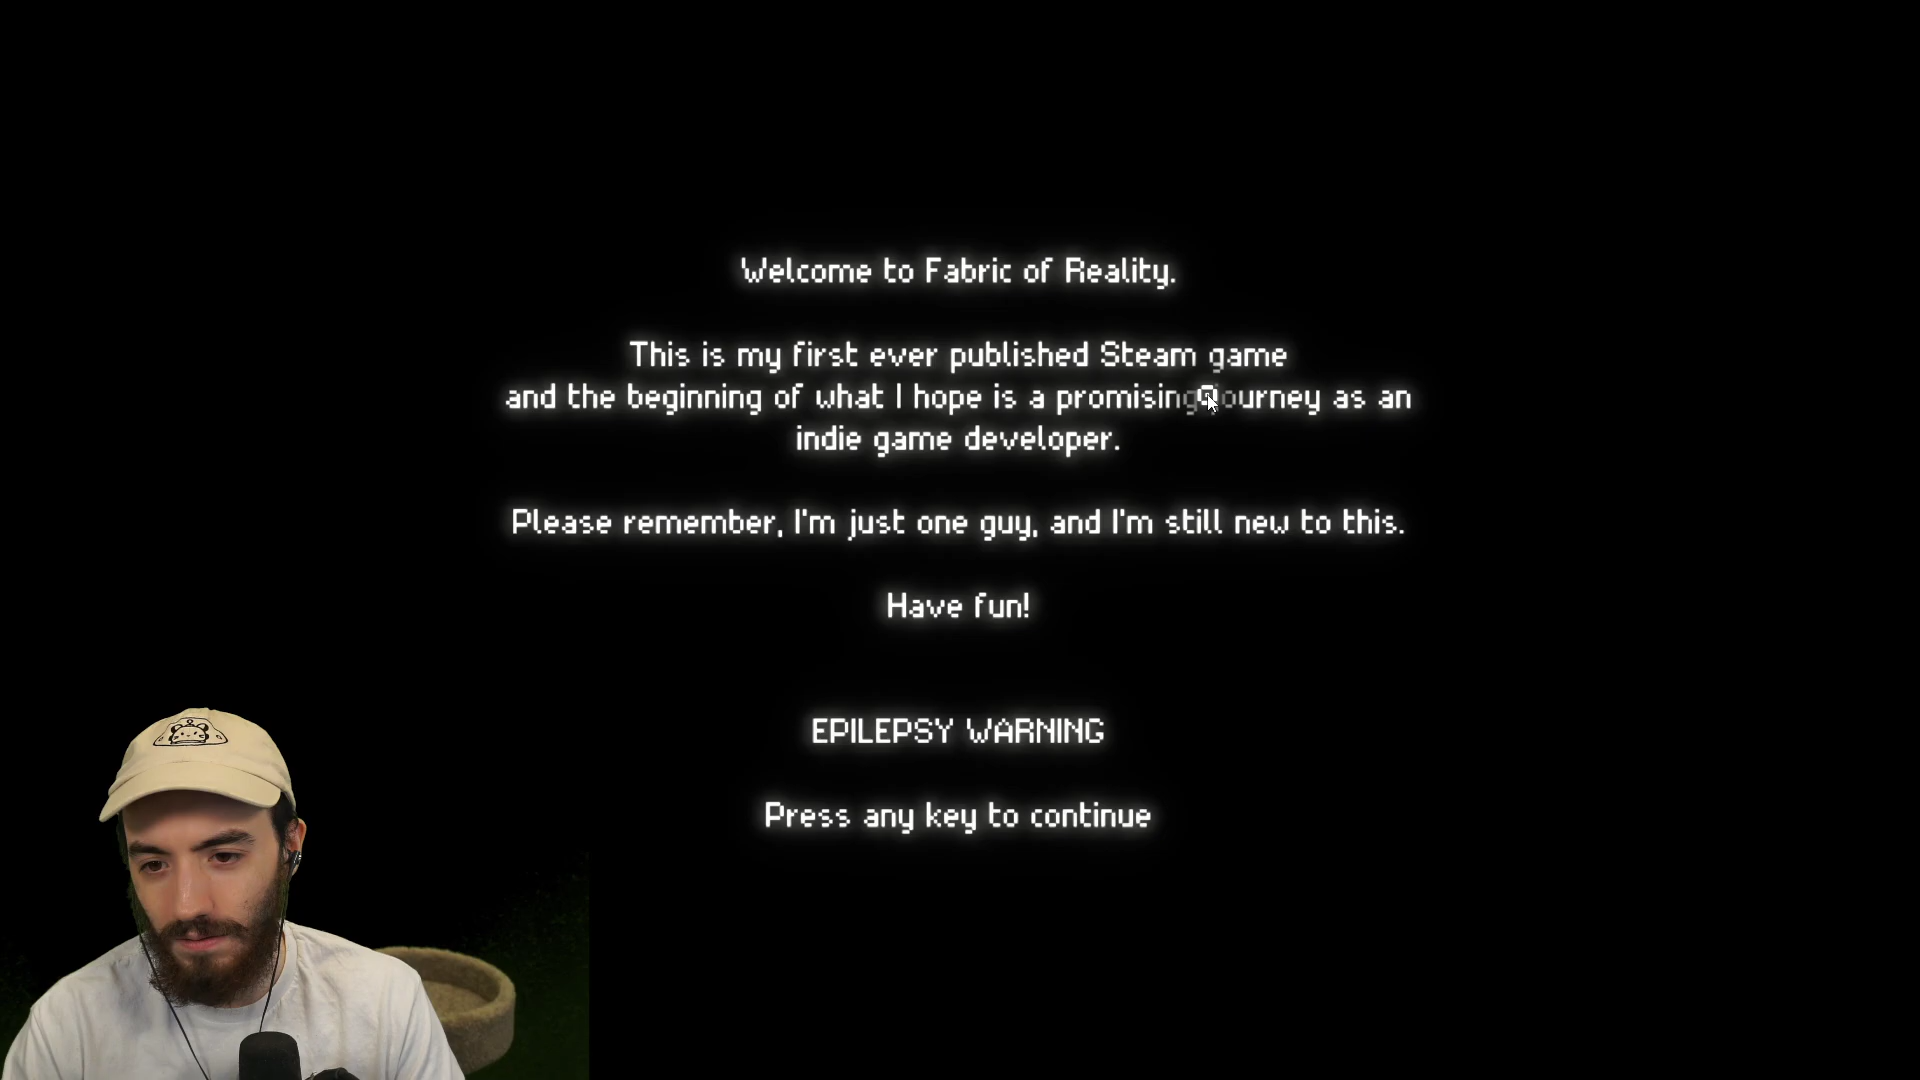 Welcome to Fabric of Reality.
This is my first ever published Steam game
and the beginning of what I hope is a promising journey as an
indie game developer.
Please remember, I'm just one guy, and I'm still new to this.
Have fun!
EPILEPSY WARNING
Press any key to continue